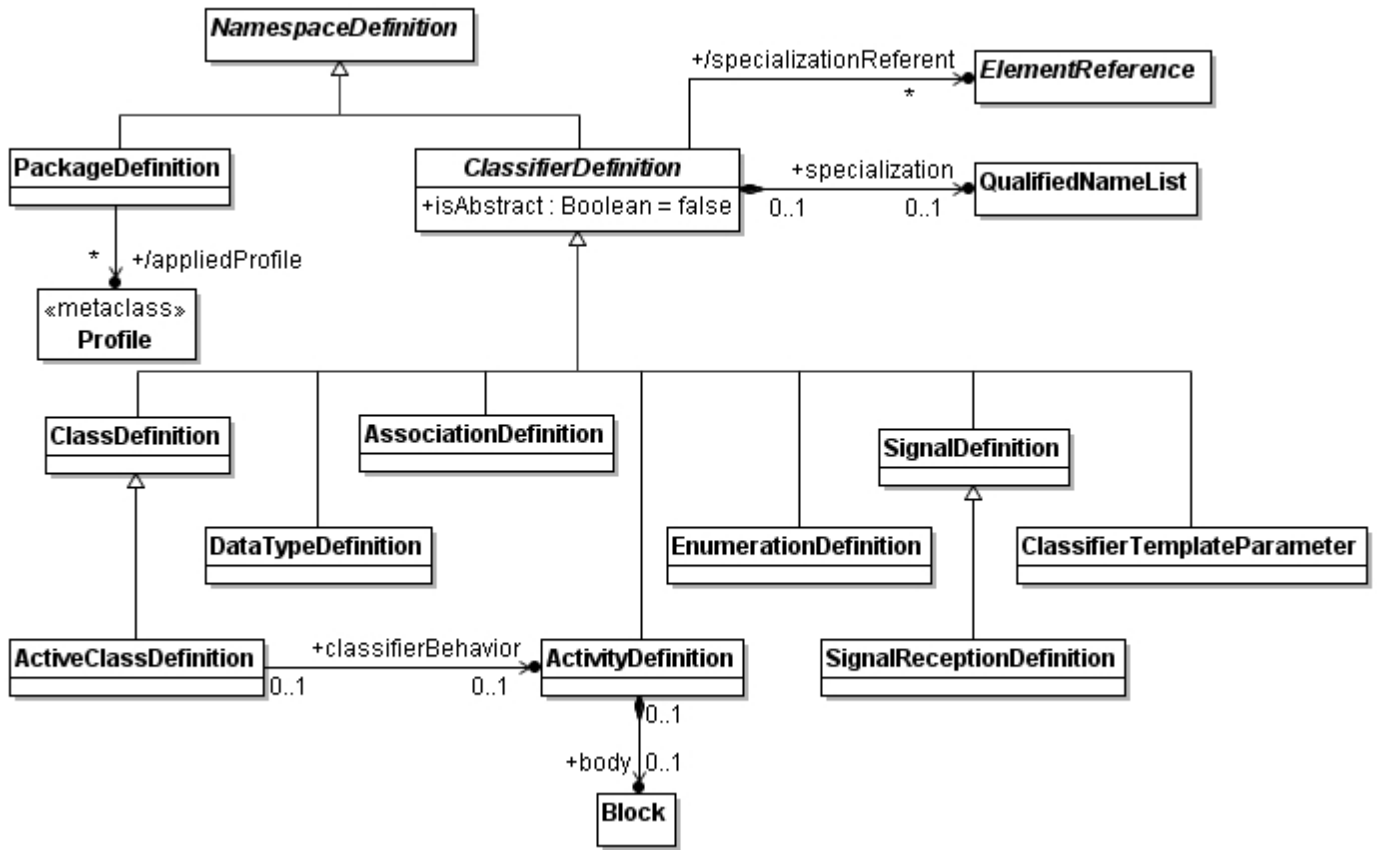 NamespaceDefinition
+/specializationReferent
*
ElementReference
PackageDefinition
ClassifierDefinition
+isAbstract : Boolean = false
+specialization
0..1
0..1
QualifiedNameList
*
+/appliedProfile
«metaclass»
Profile
ClassDefinition
AssociationDefinition
SignalDefinition
DataTypeDefinition
EnumerationDefinition
ClassifierTemplateParameter
ActiveClassDefinition
+classifierBehavior
0..1
0..1
ActivityDefinition
SignalReceptionDefinition
0..1
+body
0..1
Block